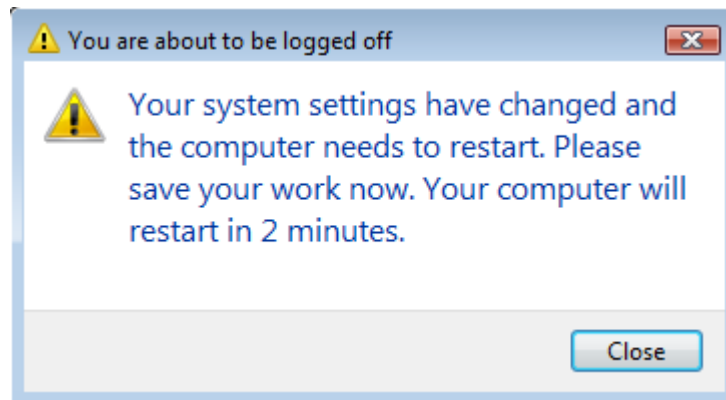 You are about to be logged off
Your system settings have changed and
the computer needs to restart. Please
save your work now. Your computer will
restart in 2 minutes.
Close